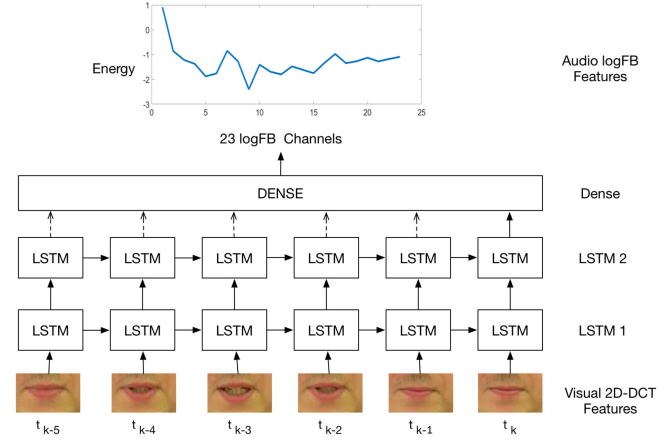 1
0
-1
-2
-3
Energy
0 5 10 15 20 25
Audio logFB
Features
23 logFB Channels
DENSE
Dense
LSTM LSTM LSTM LSTM LSTM LSTM
LSTM 2
LSTM LSTM LSTM LSTM LSTM LSTM
LSTM 1
Visual 2D-DCT
Features
t k-5 t k-4 t k-3 t k-2 t k-1 t k